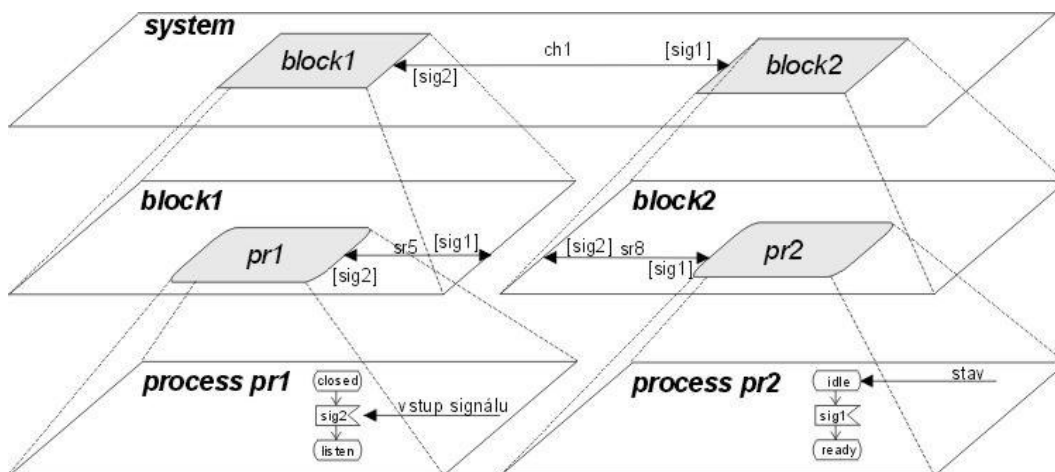 system
block1
ch1
[sig1]
block2
[sig2]
block1
block2
pr1
sr5
[sig1]
[sig2]
[sig2]
sr8
[sig1]
pr2
process pr1
closed
sig2
vstup signálu
listen
process pr2
idle
stav
sig1
ready